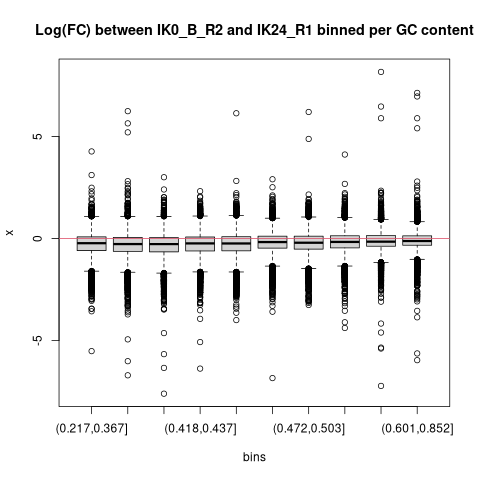 Log(FC) between IK0_B_R2 and IK24_R1 binned per GC content
x
5
0
-5
(0.217,0.367] (0.418,0.437] (0.472,0.503] (0.601,0.852]
bins